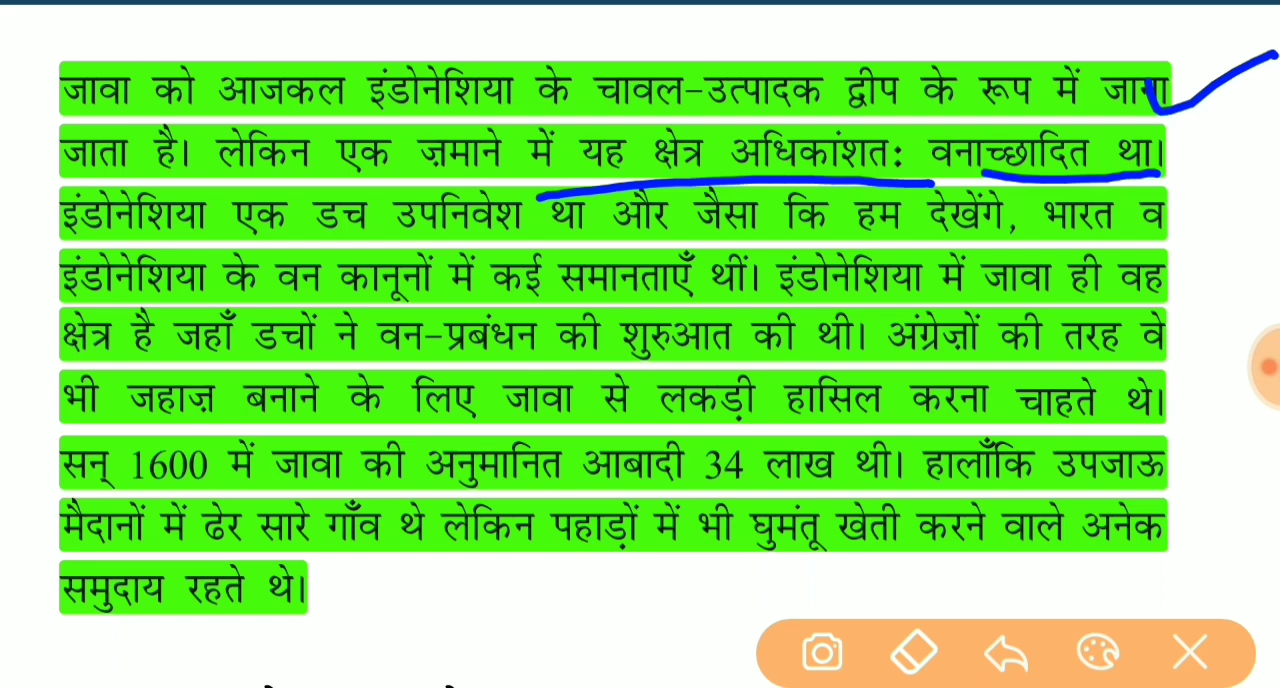 जावा को आजकल इंडोनेशिया के चावल-उत्पादक द्वीप के रूप में जाना
जाता है। लेकिन एक ज़माने में यह क्षेत्र अधिकांशतः वनाच्छादित था।
इंडोनेशिया एक डच उपनिवेश था और जैसा कि हम देखेंगे, भारत व
इंडोनेशिया के वन कानूनों में कई समानताएँ थीं। इंडोनेशिया में जावा ही वह
क्षेत्र है जहाँ डचों ने वन-प्रबंधन की शुरुआत की थी। अंग्रेज़ों की तरह वे
भी जहाज़ बनाने के लिए जावा से लकड़ी हासिल करना चाहते थे।
सन् 1600 में जावा की अनुमानित आबादी 34 लाख थी। हालाँकि उपजाऊ
मैदानों में ढेर सारे गाँव थे लेकिन पहाड़ों में भी घुमंतू खेती करने वाले अनेक
समुदाय रहते थे।